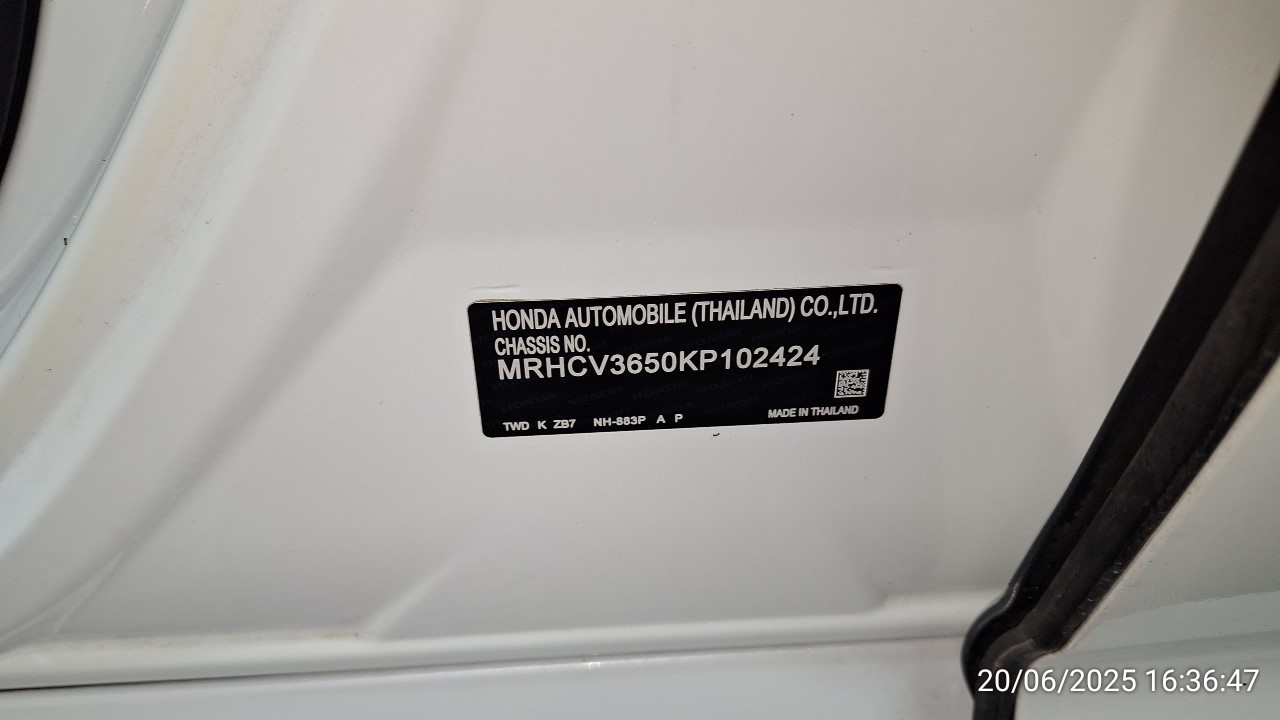 HONDA AUTOMOBILE (THAILAND) CO.,LTD.
CHASSIS NO.
MRHCV3650KP102424
TWD K ZB7 NH-883P A P MADE IN THAILAND
20/06/2025 16:36:47